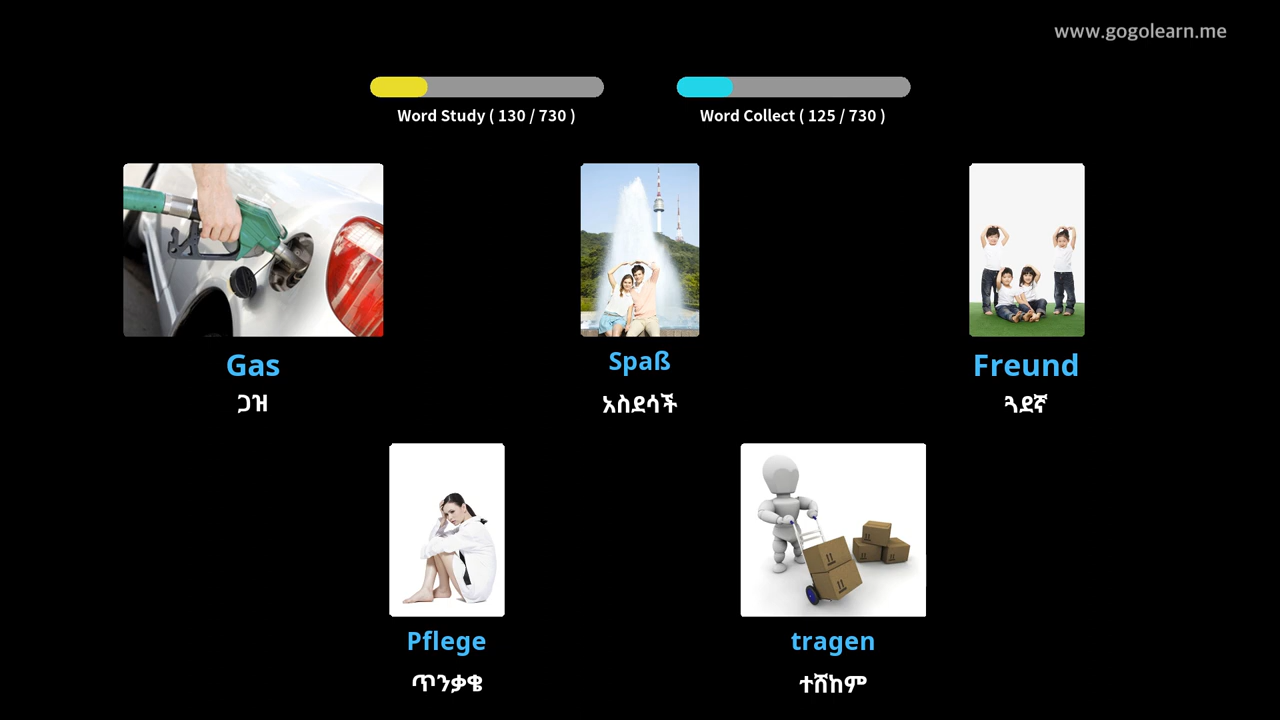 www.gogolearn.me
Word Study ( 130 / 730 )
Word Collect ( 125 / 730 )
Gas
Spaß
Freund
ጋዝ
አስደሳች
ጓደኛ
Pflege
tragen
ጥንቃቄ
ተሸከም